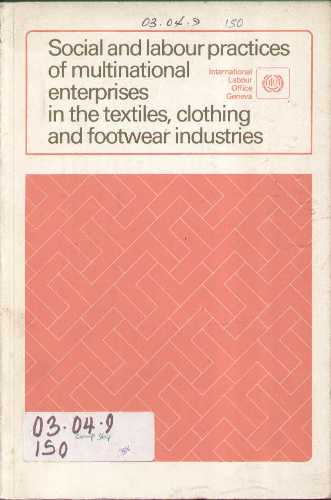 03.04.9 150
Social and labour practices
of multinational
enterprises
in the textiles, clothing
and footwear industries
International
Labour
Office
Geneva
03.04.9
150